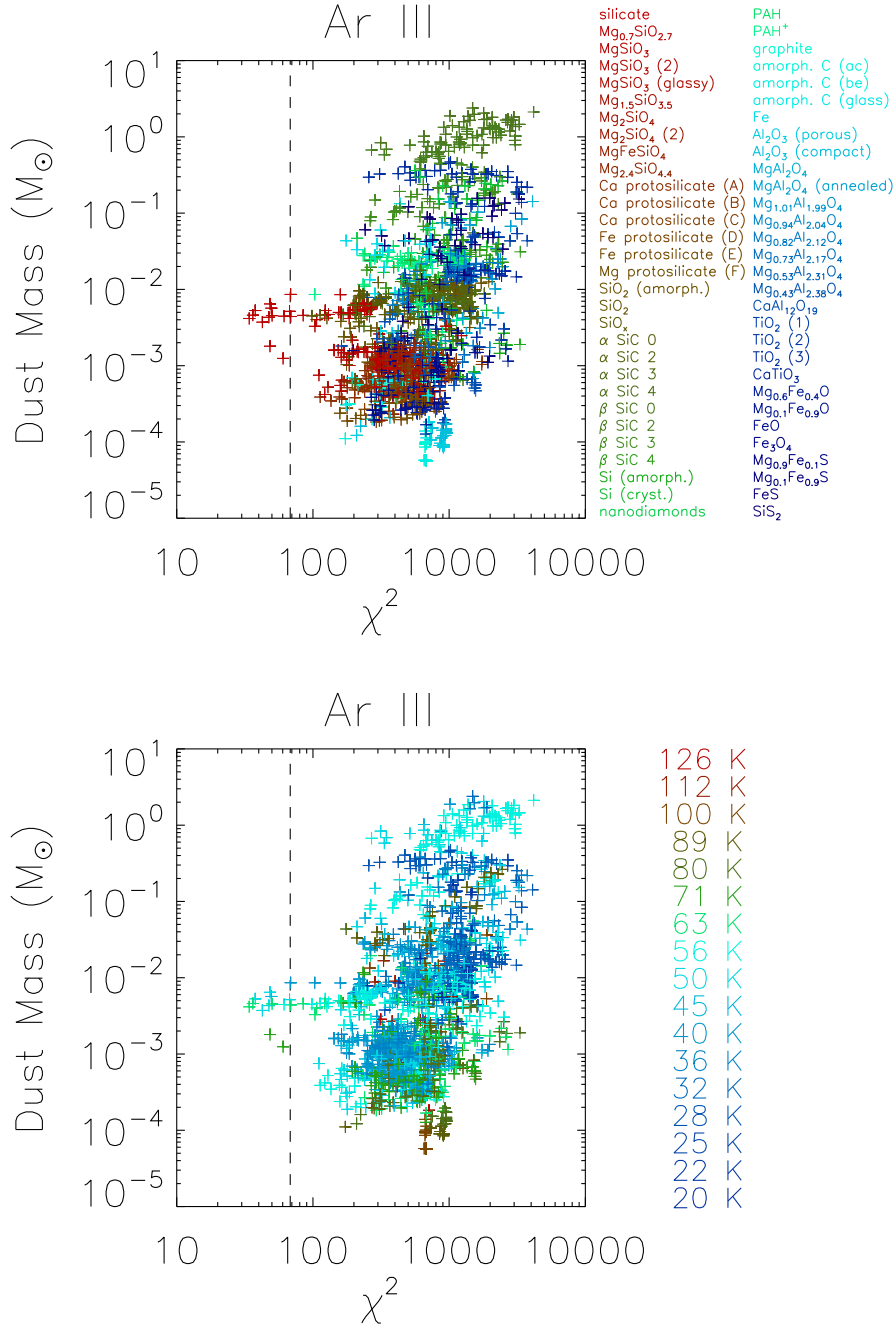 Ar III
10¹
10⁰
10⁻¹
10⁻²
10⁻³
10⁻⁴
10⁻⁵
Dust Mass (M☉)
10 100 1000 10000
χ²
silicate
Mg₀.₇SiO₂.₇
MgSiO₃
MgSiO₃ (2)
MgSiO₃ (glassy)
Mg₁.₅SiO₃.₅
Mg₂SiO₄
Mg₂SiO₄ (2)
MgFeSiO₄
Mg₂.₄SiO₄.₄
Ca protosilicate (A)
Ca protosilicate (B)
Ca protosilicate (C)
Fe protosilicate (D)
Fe protosilicate (E)
Mg protosilicate (F)
SiO₂ (amorph.)
SiO₂
SiOₓ
α SiC 0
α SiC 2
α SiC 3
α SiC 4
β SiC 0
β SiC 2
β SiC 3
β SiC 4
Si (amorph.)
Si (cryst.)
nanodiamonds
PAH
PAH⁺
graphite
amorph. C (ac)
amorph. C (be)
amorph. C (glass)
Fe
Al₂O₃ (porous)
Al₂O₃ (compact)
MgAl₂O₄
MgAl₂O₄ (annealed)
Mg₁.₀₁Al₁.₉₉O₄
Mg₀.₉₄Al₂.₀₄O₄
Mg₀.₈₂Al₂.₁₂O₄
Mg₀.₇₃Al₂.₁₇O₄
Mg₀.₅₃Al₂.₃₁O₄
Mg₀.₄₃Al₂.₃₈O₄
CaAl₁₂O₁₉
TiO₂ (1)
TiO₂ (2)
TiO₂ (3)
CaTiO₃
Mg₀.₆Fe₀.₄O
Mg₀.₁Fe₀.₉O
FeO
Fe₃O₄
Mg₀.₉Fe₀.₁S
Mg₀.₁Fe₀.₉S
FeS
SiS₂
Ar III
10¹
10⁰
10⁻¹
10⁻²
10⁻³
10⁻⁴
10⁻⁵
Dust Mass (M☉)
10 100 1000 10000
χ²
126 K
112 K
100 K
89 K
80 K
71 K
63 K
56 K
50 K
45 K
40 K
36 K
32 K
28 K
25 K
22 K
20 K